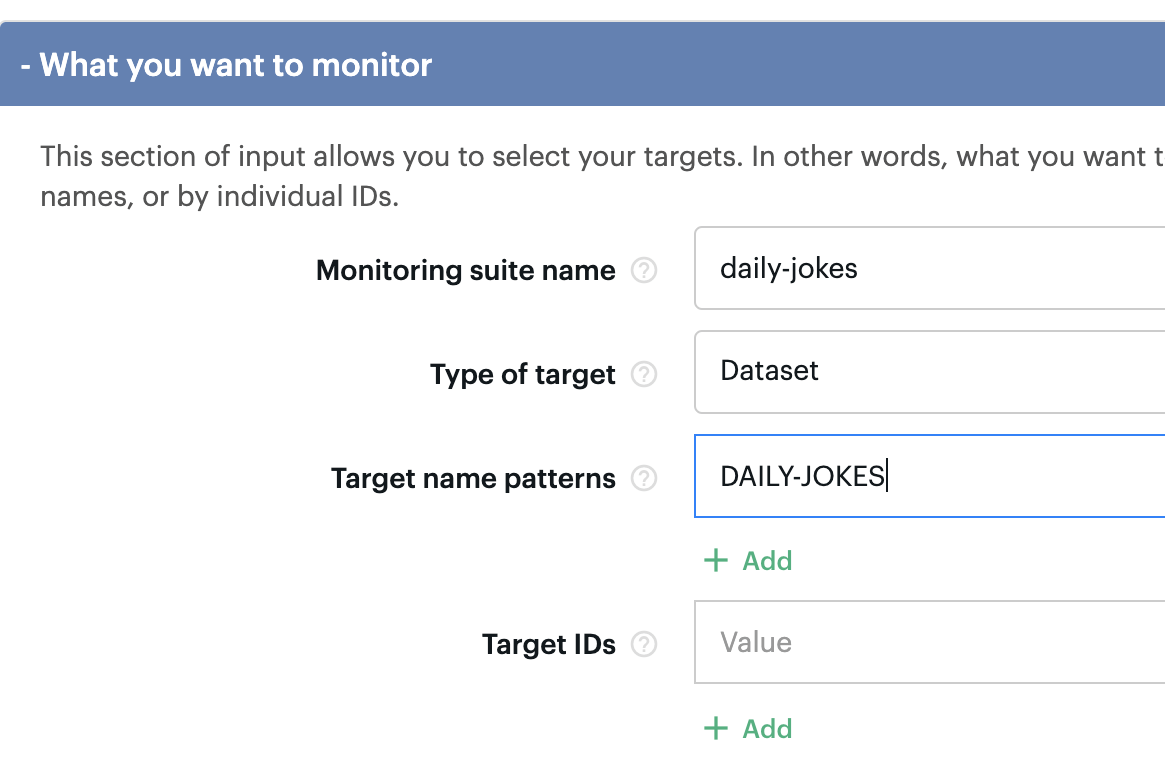 - What you want to monitor
This section of input allows you to select your targets. In other words, what you want
names, or by individual IDs.
Monitoring suite name ? daily-jokes
Type of target ? Dataset
Target name patterns ? DAILY-JOKES
+ Add
Target IDs ? Value
+ Add